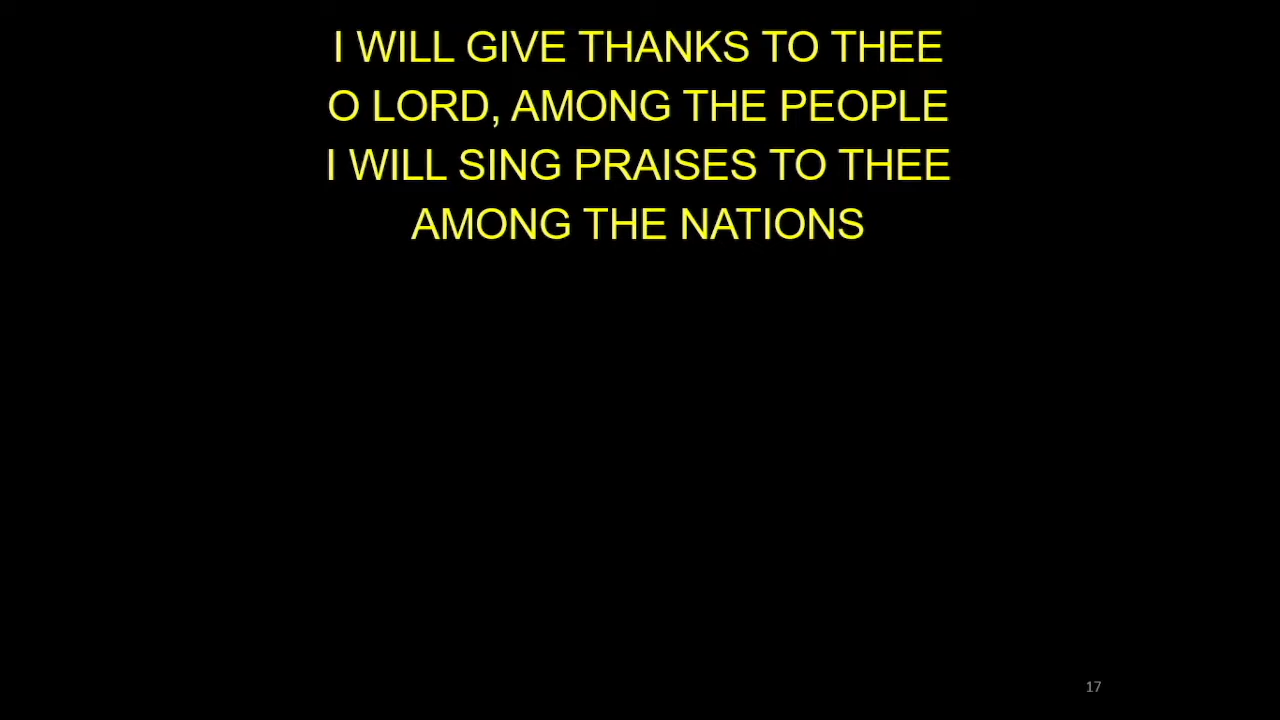 I WILL GIVE THANKS TO THEE
O LORD, AMONG THE PEOPLE
I WILL SING PRAISES TO THEE
AMONG THE NATIONS
17